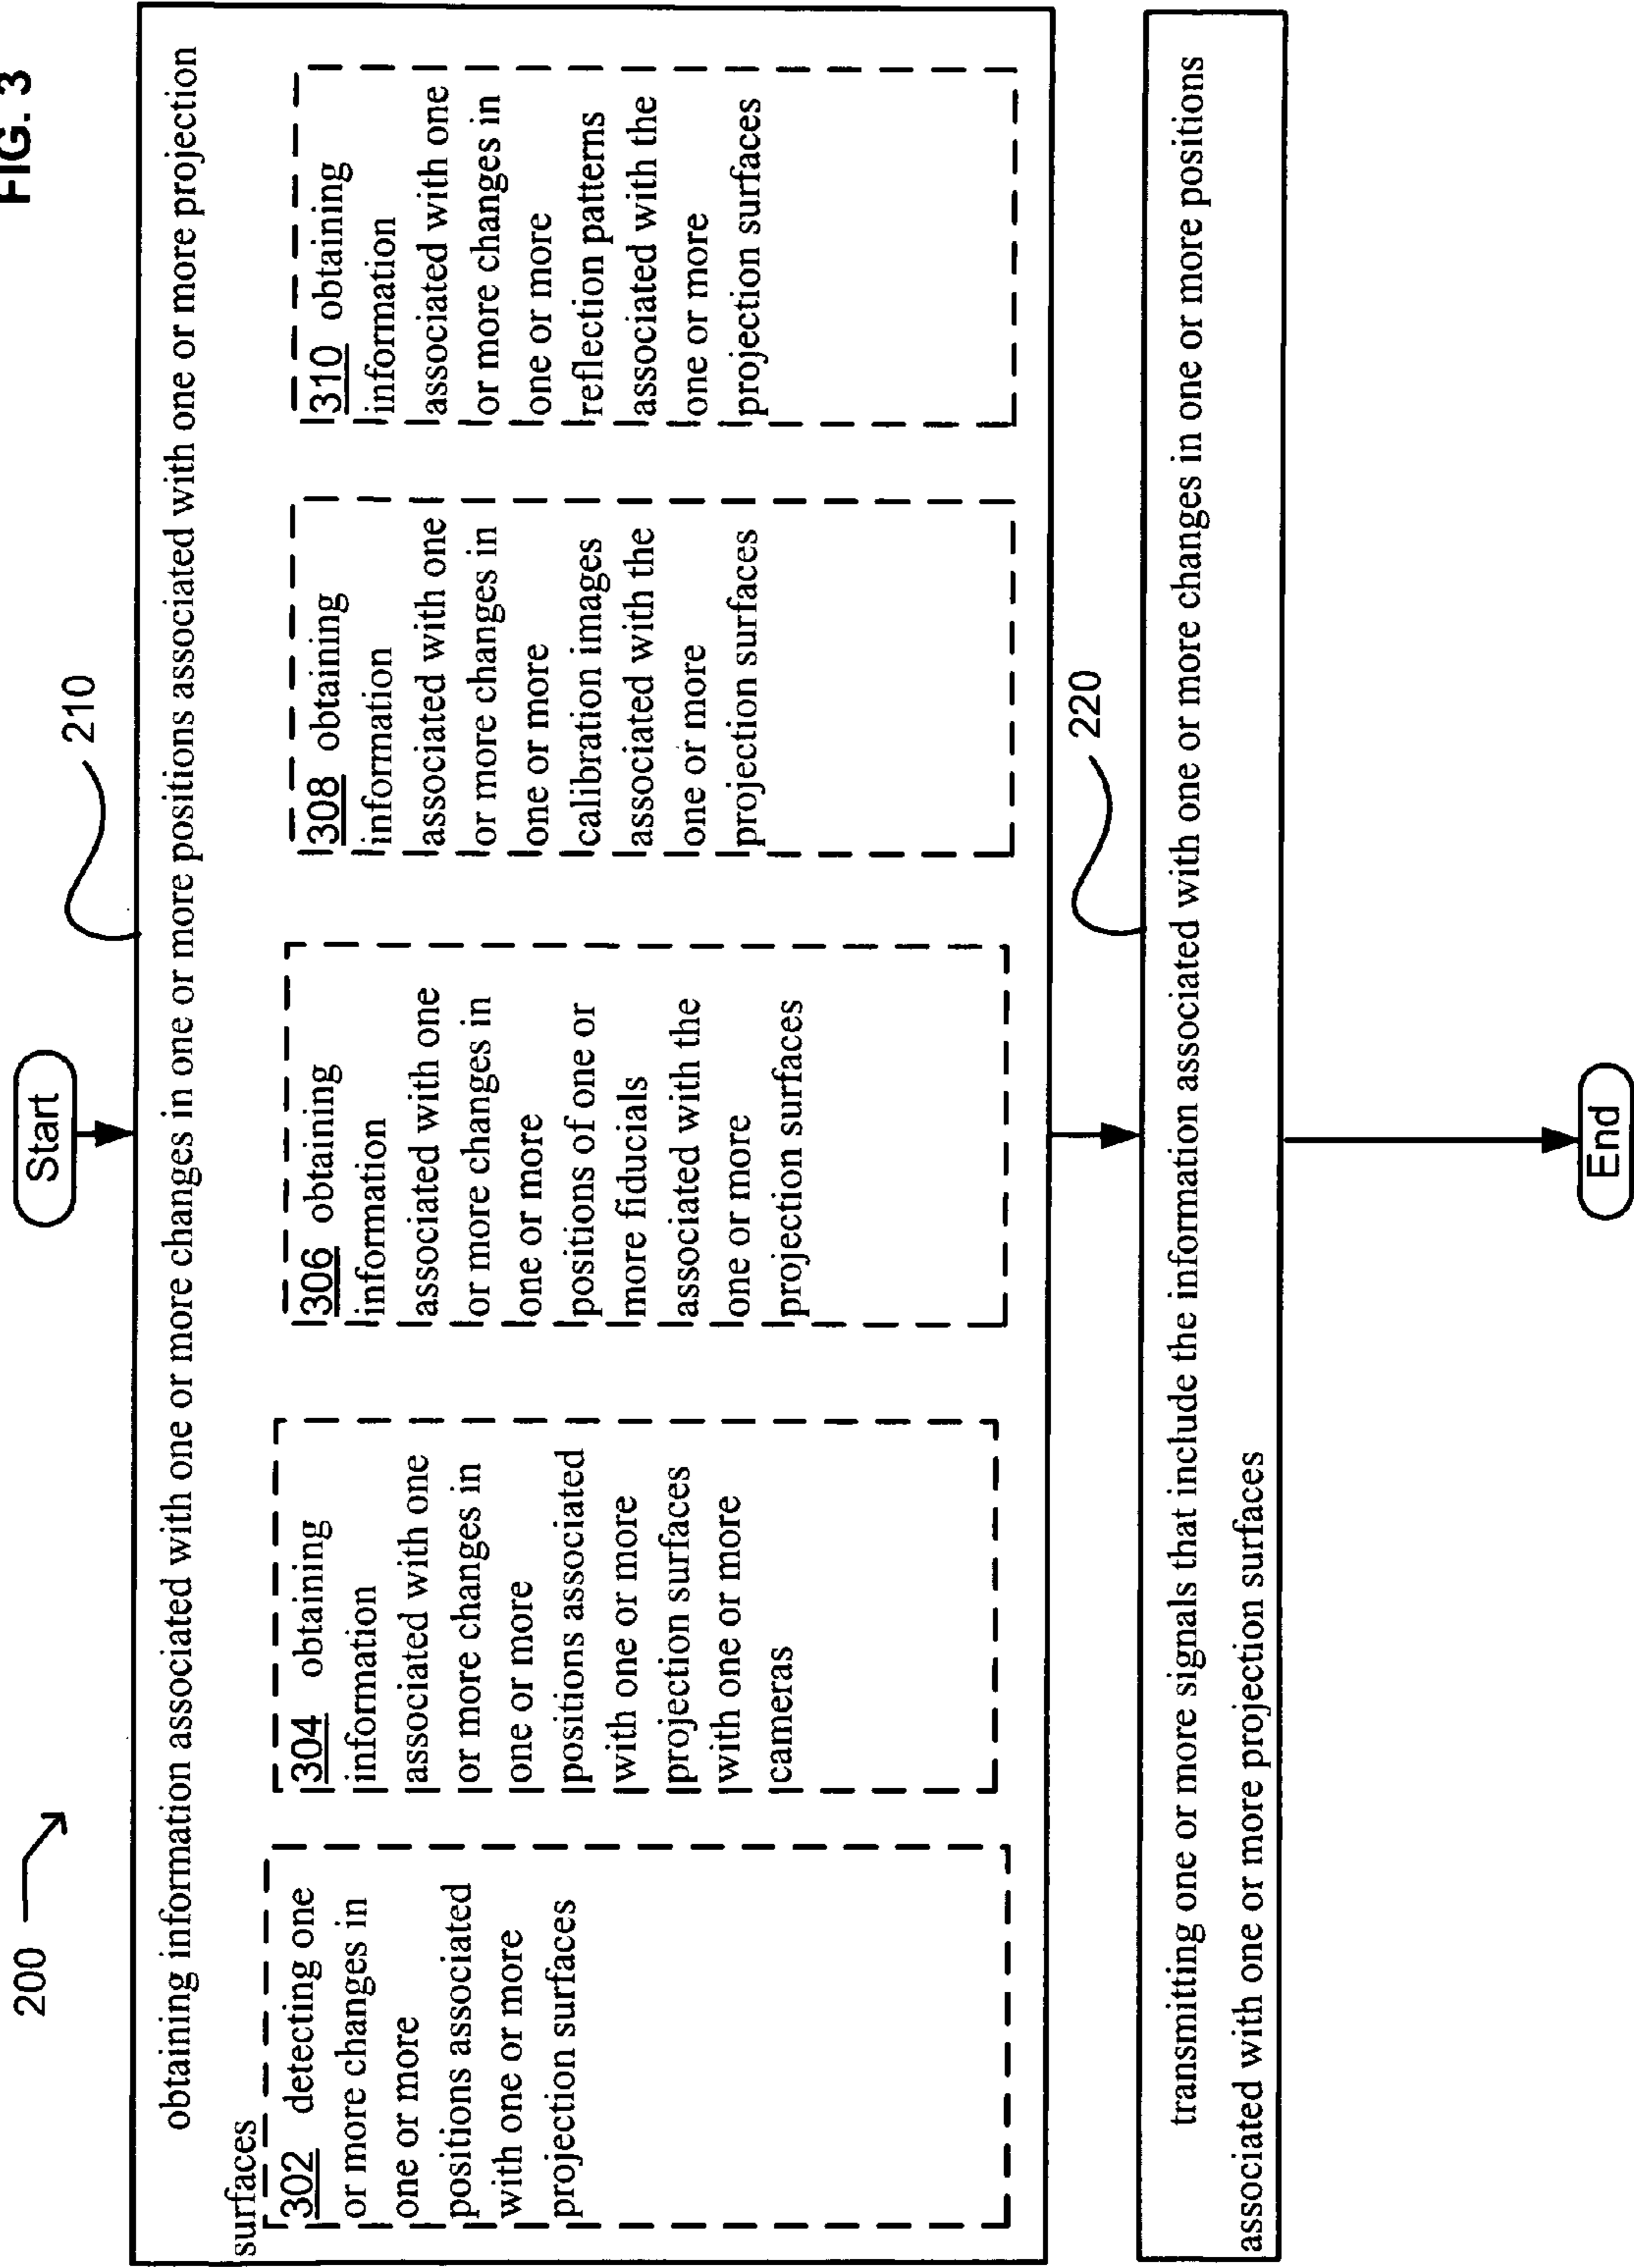 FIG. 3
200
Start
210
obtaining information associated with one or more changes in one or more positions associated with one or more projection
surfaces
302 detecting one
or more changes in
one or more
positions associated
with one or more
projection surfaces
304 obtaining
information
associated with one
or more changes in
one or more
positions associated
with one or more
projection surfaces
with one or more
cameras
306 obtaining
information
associated with one
or more changes in
one or more
positions of one or
more fiducials
associated with the
one or more
projection surfaces
308 obtaining
information
associated with one
or more changes in
one or more
calibration images
associated with the
one or more
projection surfaces
310 obtaining
information
associated with one
or more changes in
one or more
reflection patterns
associated with the
one or more
projection surfaces
220
transmitting one or more signals that include the information associated with one or more changes in one or more positions
associated with one or more projection surfaces
End